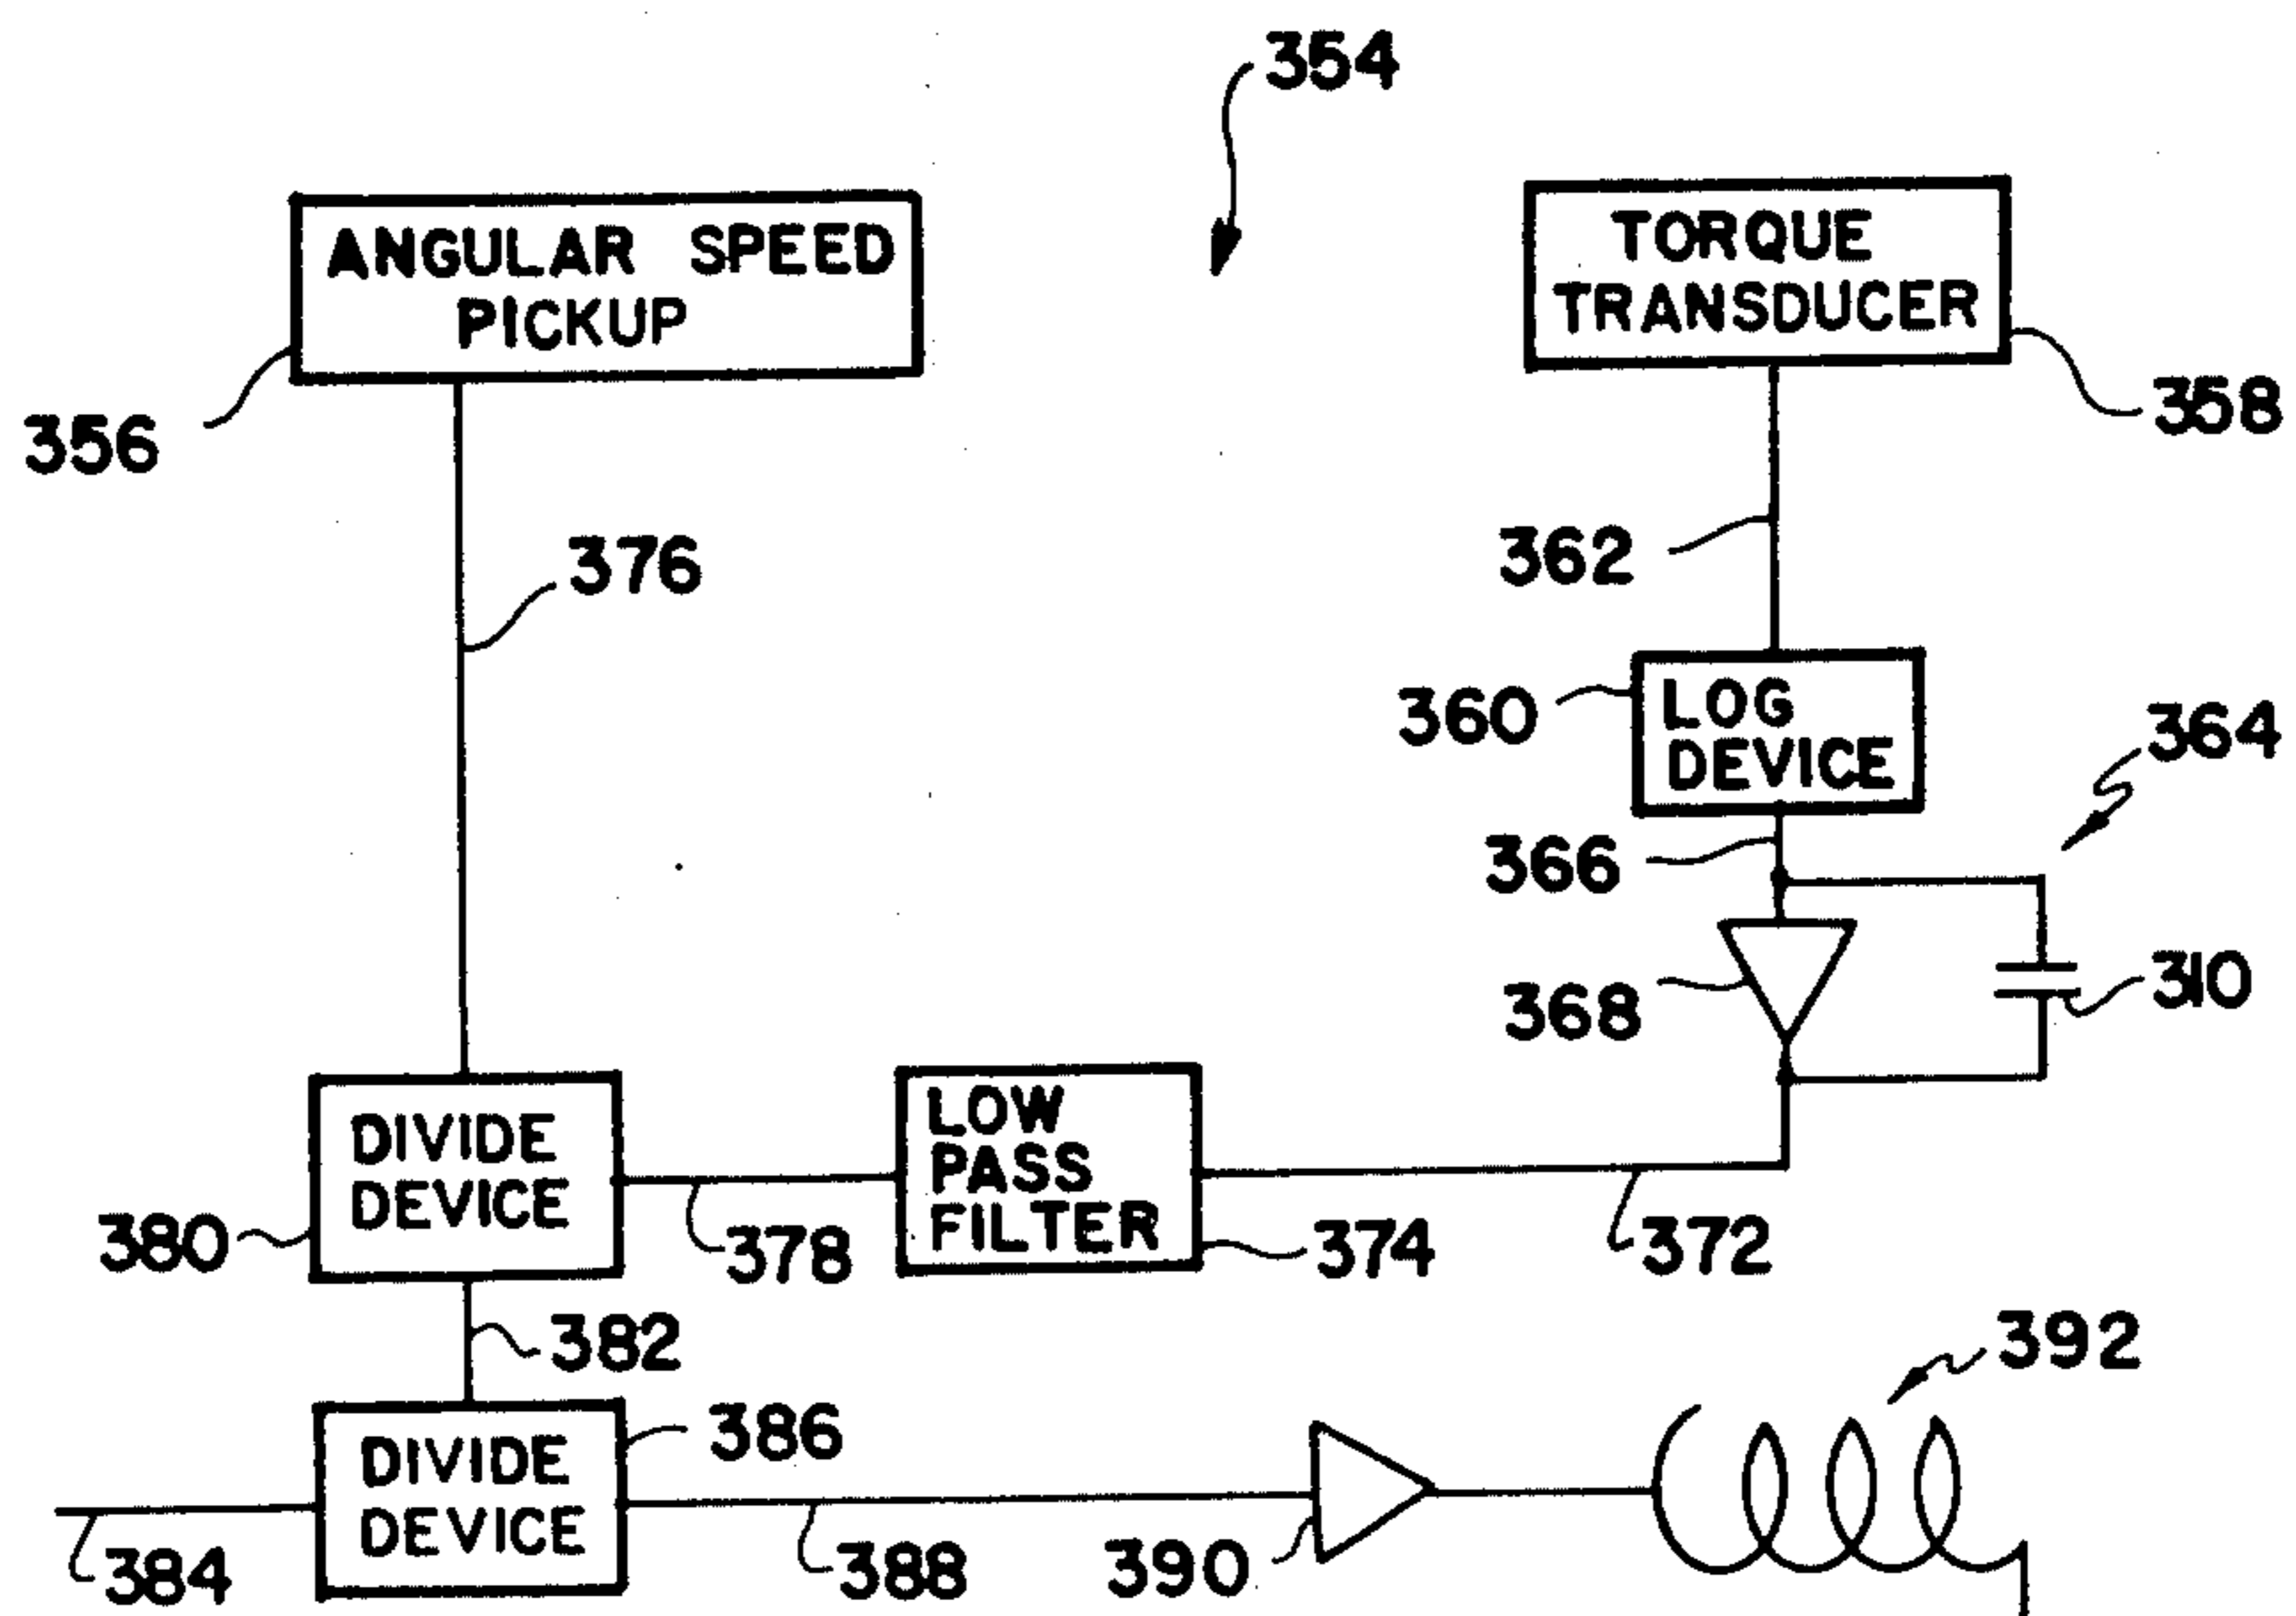 354
ANGULAR SPEED
PICKUP
356
TORQUE
TRANSDUCER
358
376
362
360
LOG
DEVICE
364
366
368
310
DIVIDE
DEVICE
380
378
LOW
PASS
FILTER
374
372
382
392
DIVIDE
DEVICE
386
384
388
390